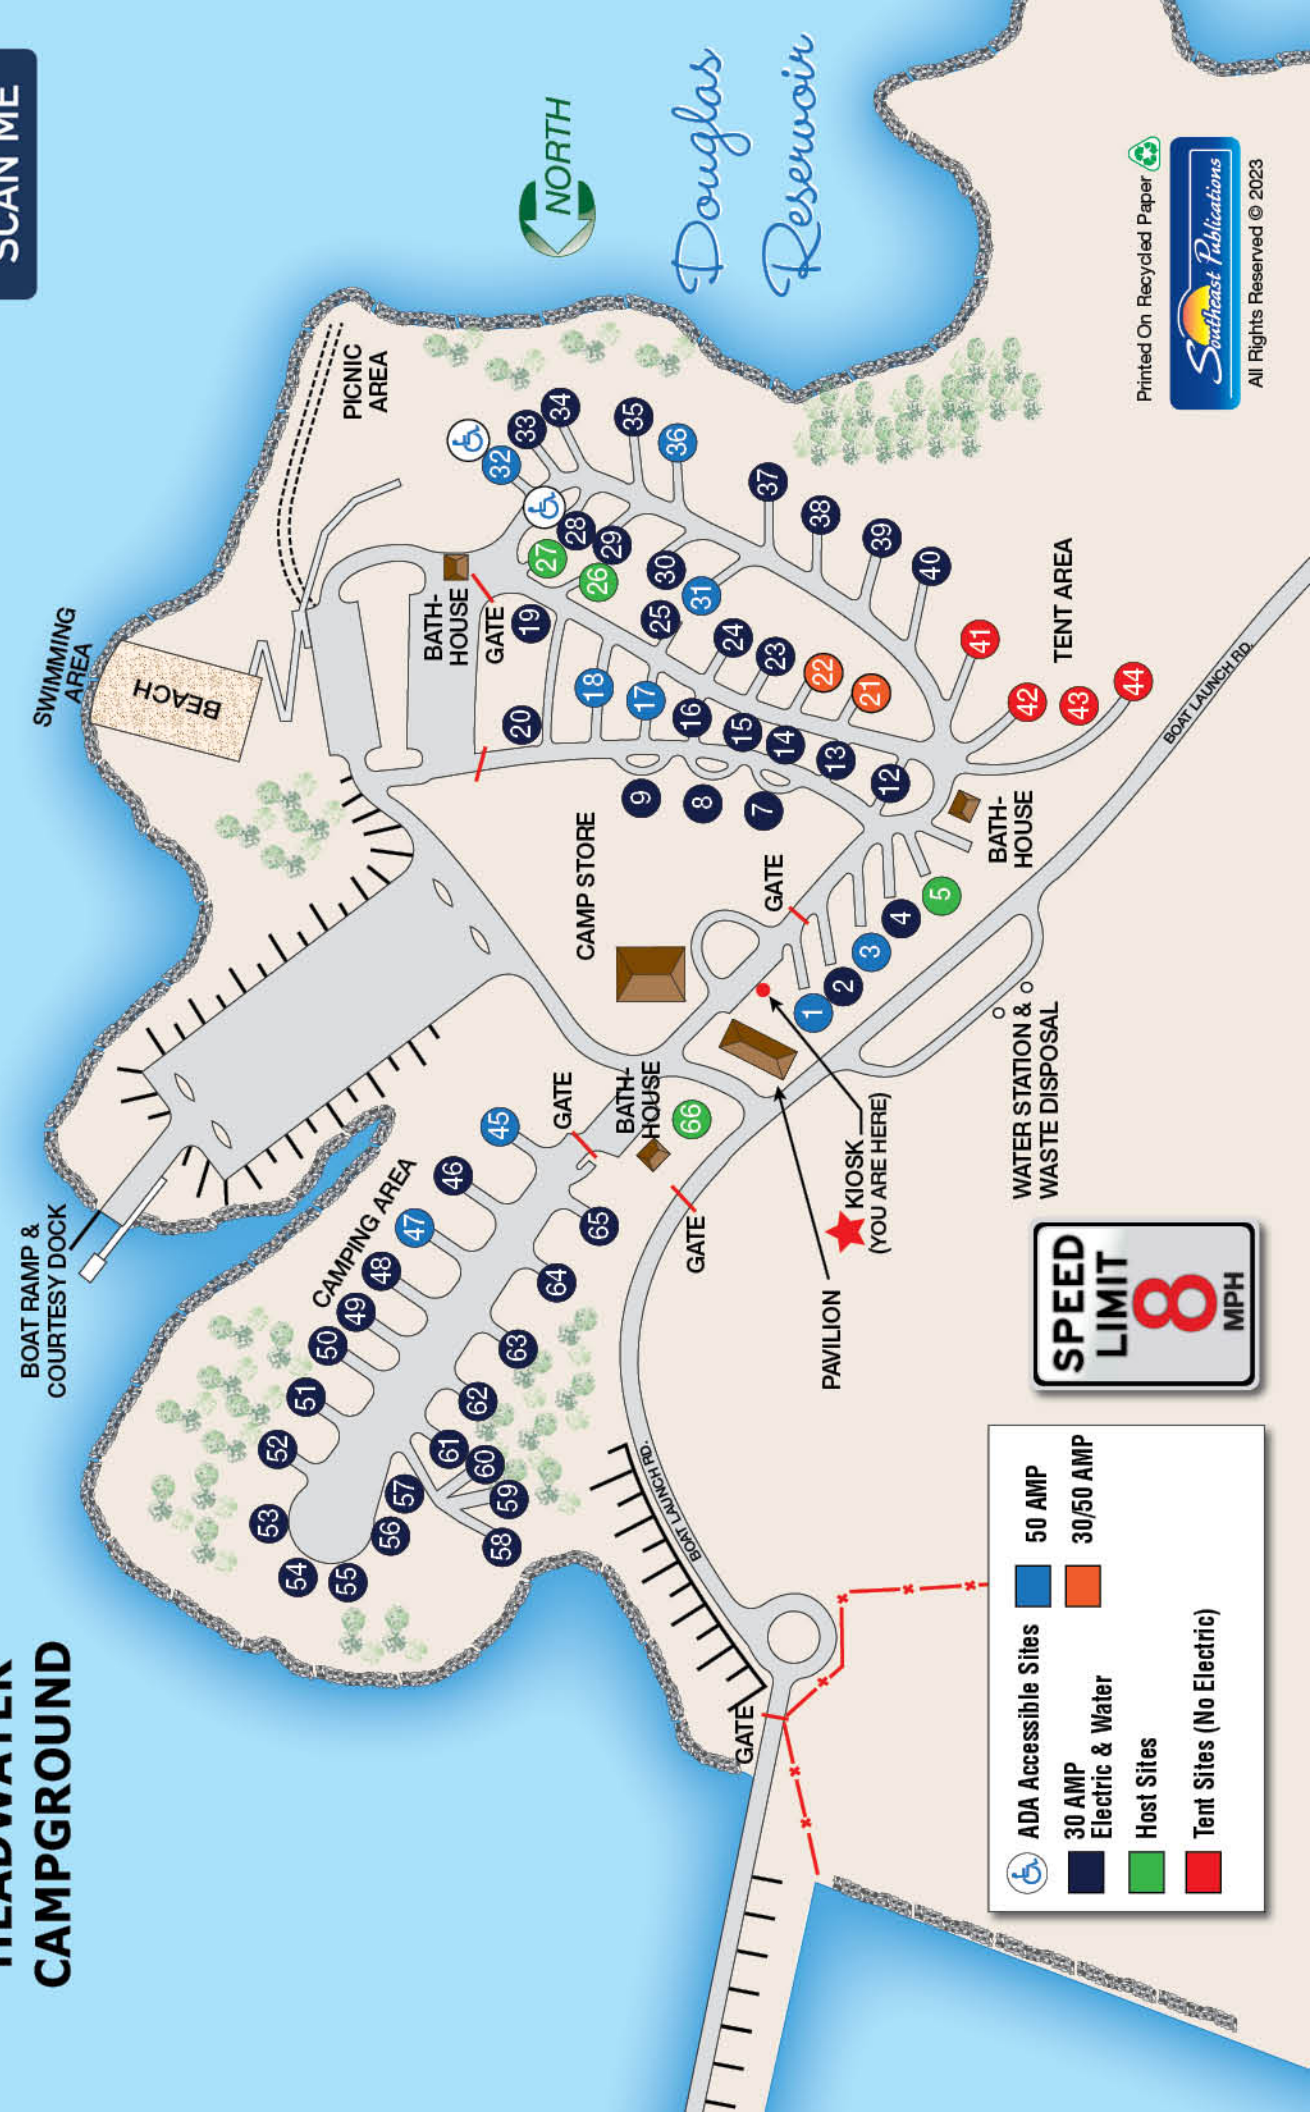 HEADWATER
CAMPGROUND
SCAN ME
BOAT RAMP &
COURTESY DOCK
SWIMMING
AREA
BEACH
PICNIC
AREA
NORTH
Douglas
Reservoir
CAMPING AREA
BATH-
HOUSE
GATE
CAMP STORE
GATE
BATH-
HOUSE
GATE
GATE
BATH-
HOUSE
TENT AREA
BOAT LAUNCH RD.
BOAT LAUNCH RD.
GATE
PAVILION
KIOSK
(YOU ARE HERE)
WATER STATION &
WASTE DISPOSAL
1
2
3
4
5
7
8
9
12
13
14
15
16
17
18
19
20
21
22
23
24
25
26
27
28
29
30
31
32
33
34
35
36
37
38
39
40
41
42
43
44
45
46
47
48
49
50
51
52
53
54
55
56
57
58
59
60
61
62
63
64
65
66
SPEED
LIMIT
8
MPH
ADA Accessible Sites
30 AMP
Electric & Water
Host Sites
Tent Sites (No Electric)
50 AMP
30/50 AMP
Printed On Recycled Paper
Southeast Publications
All Rights Reserved © 2023